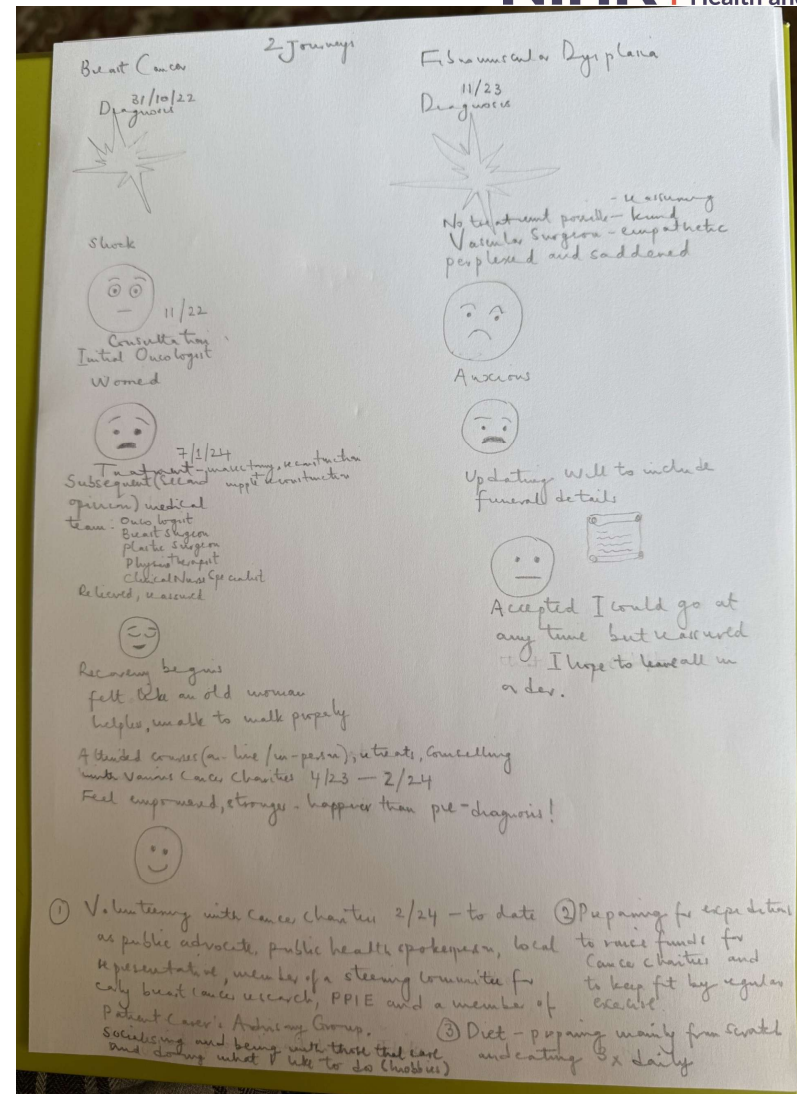 Health and
2 Journeys
Breast Cancer
31/10/22
Diagnosis
Shock
11/22
Consultation
Initial Oncologist
Worried
7/1/24
Treatment - mastectomy, reconstruction
Subsequent (second
opinion) medical
team: Oncologist
Breast Surgeon
Plastic Surgeon
Physiotherapist
Clinical Nurse Specialist
Relieved, reassured
Recovery begins
felt like an old woman
helpless, unable to walk properly
Attended courses (on-line/in-person), retreats, counselling
with various Cancer Charities 4/23 — 2/24
Feel empowered, stronger - happier than pre-diagnosis!
Fibromuscular Dysplasia
11/23
Diagnosis
- reassuring
No treatment possible - kind
Vascular Surgeon - empathetic
perplexed and saddened
Anxious
Updating Will to include
funeral details
Accepted I could go at
any time but reassured
I hope to leave all in
order.
① Volunteering with Cancer Charities 2/24 - to date
as public advocate, public health spokesperson, local
representative, member of a steering committee for
early breast cancer research, PPIE and a member of
Patient Carer's Advisory Group.
socialising and being with those that care
and doing what I like to do (hobbies)
② Preparing for expeditions
to raise funds for
Cancer charities and
to keep fit by regular
exercise.
③ Diet - preparing mainly from scratch
and eating 3x daily